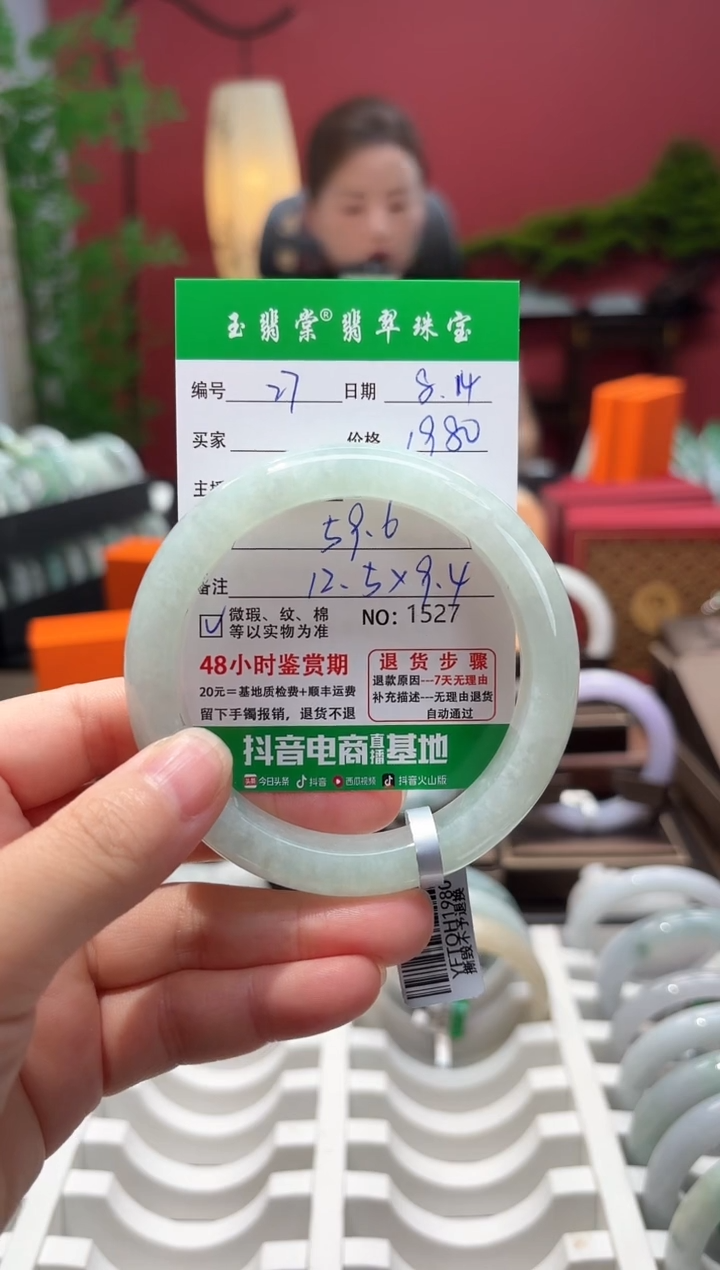 玉翡棠®翡翠珠宝
编号 27 日期 8.14
买家 价格 1980
主播
59.6
备注 12.5×9.4
☑ 微瑕、纹、棉 NO: 1527
等以实物为准
48小时鉴赏期
20元=基地质检费+顺丰运费
留下手镯报销，退货不退
退货步骤
退款原因---7天无理由
补充描述---无理由退货
自动通过
抖音电商直播基地
头条 今日头条 抖音 西瓜视频 抖音火山版